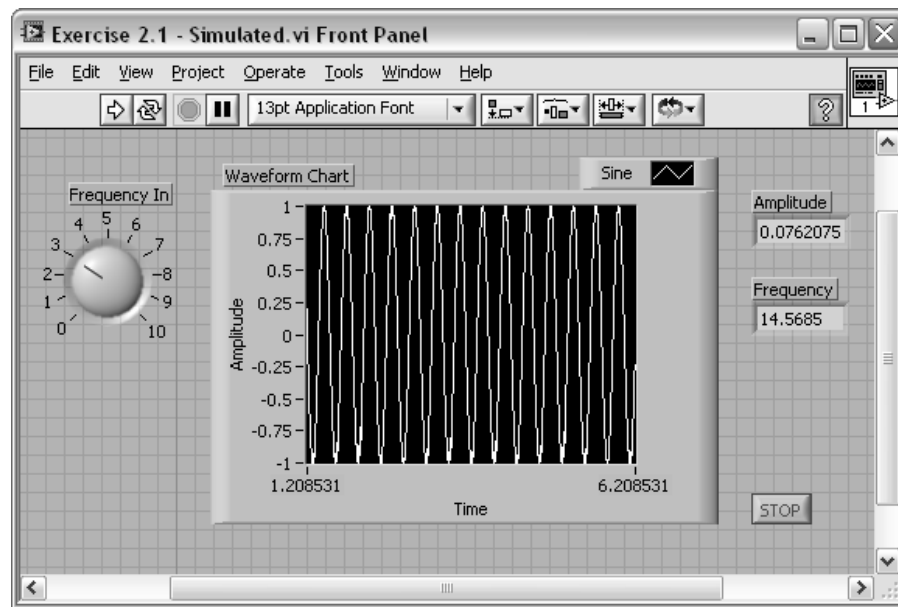 Exercise 2.1 - Simulated.vi Front Panel
File Edit View Project Operate Tools Window Help
13pt Application Font
?
1
Frequency In
0 1 2 3 4 5 6 7 8 9 10
Waveform Chart
Sine
1
0.75
0.5
0.25
0
-0.25
-0.5
-0.75
-1
Amplitude
1.208531 6.208531
Time
Amplitude
0.0762075
Frequency
14.5685
STOP